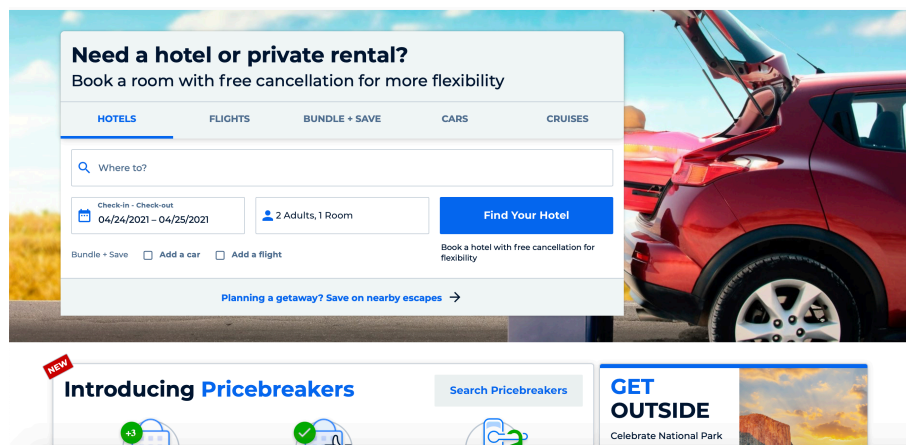 Need a hotel or private rental?
Book a room with free cancellation for more flexibility
HOTELS FLIGHTS BUNDLE + SAVE CARS CRUISES
Where to?
Check-in - Check-out
04/24/2021 – 04/25/2021
2 Adults, 1 Room
Find Your Hotel
Bundle + Save Add a car Add a flight
Book a hotel with free cancellation for
flexibility
Planning a getaway? Save on nearby escapes
NEW
Introducing Pricebreakers
Search Pricebreakers
+3
GET
OUTSIDE
Celebrate National Park